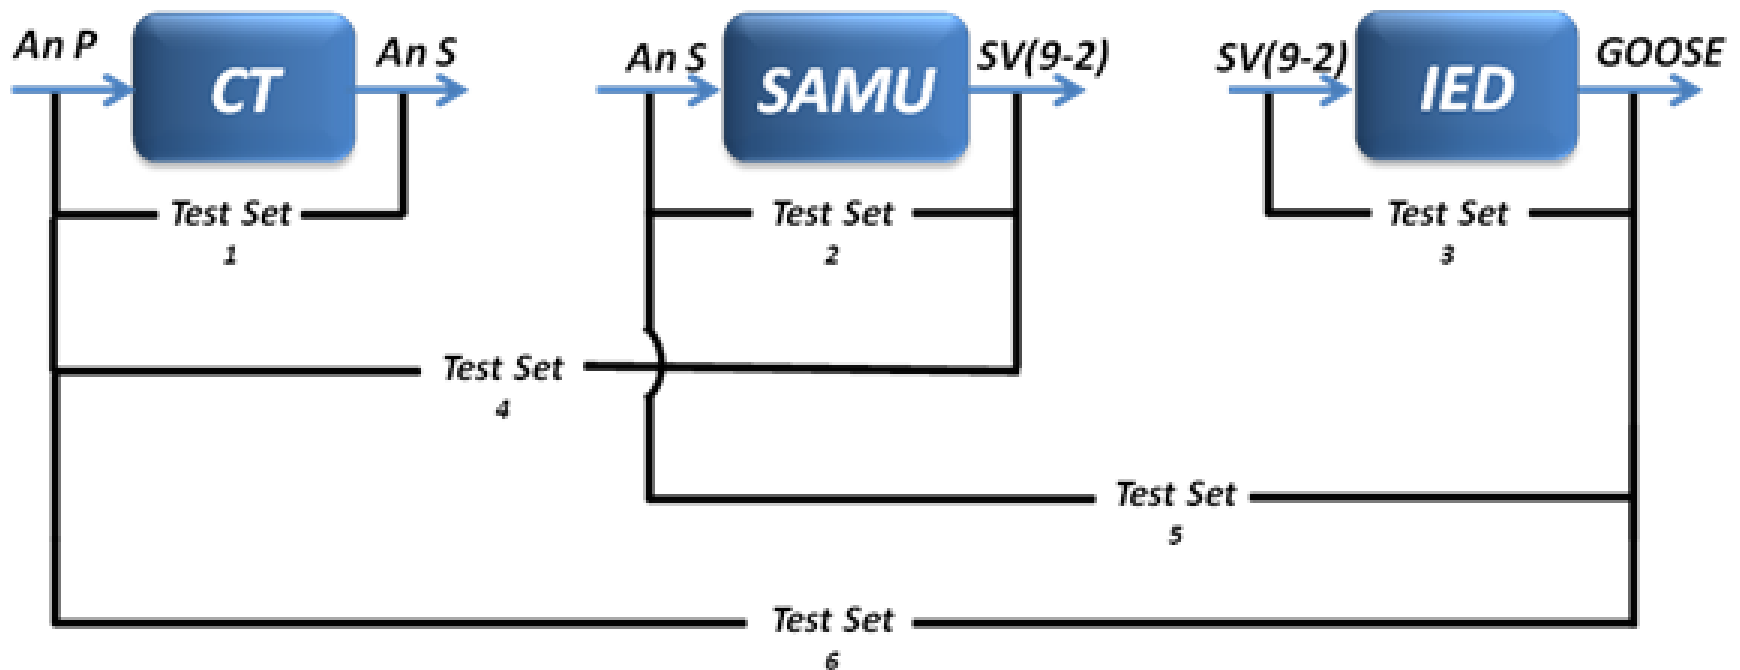 An P
CT
An S
An S
SAMU
SV(9-2)
SV(9-2)
IED
GOOSE
Test Set
1
Test Set
2
Test Set
3
Test Set
4
Test Set
5
Test Set
6